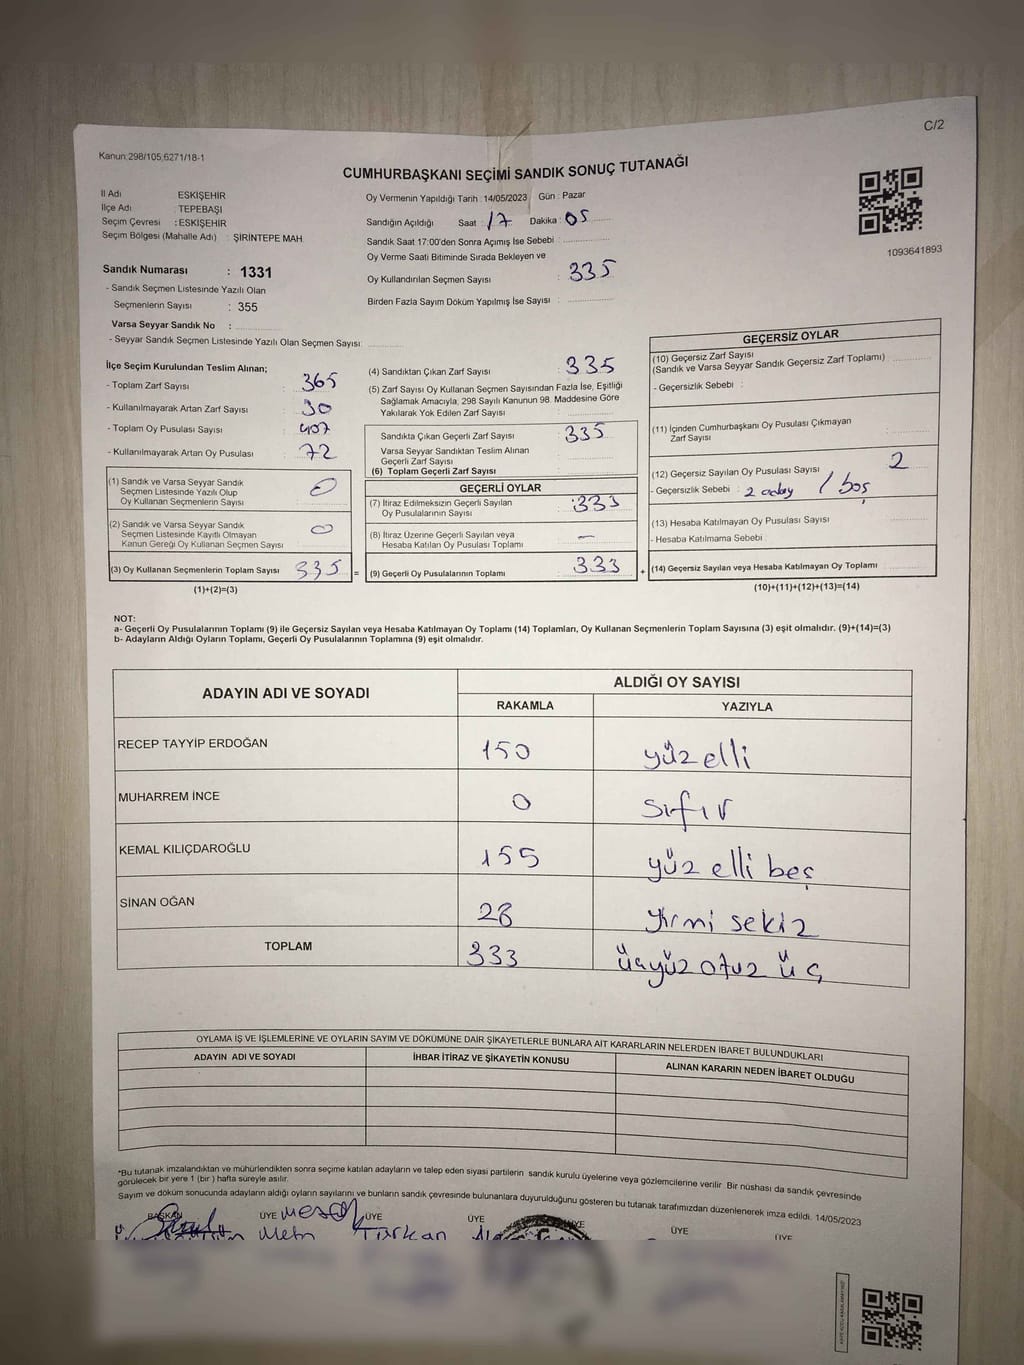 C/2
Kanun:298/105,6271/18-1
CUMHURBAŞKANI SEÇİMİ SANDIK SONUÇ TUTANAĞI
İl Adı ESKİŞEHİR
İlçe Adı : TEPEBAŞI
Seçim Çevresi : ESKİŞEHİR
Seçim Bölgesi (Mahalle Adı) : ŞİRİNTEPE MAH.
Oy Vermenin Yapıldığı Tarih : 14/05/2023 Gün : Pazar
Sandığın Açıldığı Saat : 17 Dakika : 05
Sandık Saat 17:00'den Sonra Açımış İse Sebebi :
Oy Verme Saati Bitiminde Sırada Bekleyen ve
Oy Kullandırılan Seçmen Sayısı : 335
Birden Fazla Sayım Döküm Yapılmış İse Sayısı :
1093641893
Sandık Numarası : 1331
- Sandık Seçmen Listesinde Yazılı Olan
Seçmenlerin Sayısı : 355
Varsa Seyyar Sandık No :
- Seyyar Sandık Seçmen Listesinde Yazılı Olan Seçmen Sayısı:
İlçe Seçim Kurulundan Teslim Alınan;
- Toplam Zarf Sayısı : 365
- Kullanılmayarak Artan Zarf Sayısı : 30
- Toplam Oy Pusulası Sayısı : 407
- Kullanılmayarak Artan Oy Pusulası : 72
(1) Sandık ve Varsa Seyyar Sandık
Seçmen Listesinde Yazılı Olup
Oy Kullanan Seçmenlerin Sayısı 0
(2) Sandık ve Varsa Seyyar Sandık
Seçmen Listesinde Kayıtlı Olmayan
Kanun Gereği Oy Kullanan Seçmen Sayısı 0
(3) Oy Kullanan Seçmenlerin Toplam Sayısı 335 =
(1)+(2)=(3)
(4) Sandıktan Çıkan Zarf Sayısı : 335
(5) Zarf Sayısı Oy Kullanan Seçmen Sayısından Fazla İse, Eşitliği
Sağlamak Amacıyla, 298 Sayılı Kanunun 98. Maddesine Göre
Yakılarak Yok Edilen Zarf Sayısı :
Sandıkta Çıkan Geçerli Zarf Sayısı : 335
Varsa Seyyar Sandıktan Teslim Alınan
Geçerli Zarf Sayısı
(6) Toplam Geçerli Zarf Sayısı
GEÇERLİ OYLAR
(7) İtiraz Edilmeksizin Geçerli Sayılan
Oy Pusulalarının Sayısı : 333
(8) İtiraz Üzerine Geçerli Sayılan veya
Hesaba Katılan Oy Pusulası Toplamı -
(9) Geçerli Oy Pusulalarının Toplamı 333 +
GEÇERSİZ OYLAR
(10) Geçersiz Zarf Sayısı
(Sandık ve Varsa Seyyar Sandık Geçersiz Zarf Toplamı)
- Geçersizlik Sebebi :
(11) İçinden Cumhurbaşkanı Oy Pusulası Çıkmayan
Zarf Sayısı
(12) Geçersiz Sayılan Oy Pusulası Sayısı 2
- Geçersizlik Sebebi : 2 aday / boş
(13) Hesaba Katılmayan Oy Pusulası Sayısı
- Hesaba Katılmama Sebebi :
(14) Geçersiz Sayılan veya Hesaba Katılmayan Oy Toplamı
(10)+(11)+(12)+(13)=(14)
NOT:
a- Geçerli Oy Pusulalarının Toplamı (9) ile Geçersiz Sayılan veya Hesaba Katılmayan Oy Toplamı (14) Toplamları, Oy Kullanan Seçmenlerin Toplam Sayısına (3) eşit olmalıdır. (9)+(14)=(3)
b- Adayların Aldığı Oyların Toplamı, Geçerli Oy Pusulalarının Toplamına (9) eşit olmalıdır.
ADAYIN ADI VE SOYADI ALDIĞI OY SAYISI
RAKAMLA YAZIYLA
RECEP TAYYİP ERDOĞAN 150 yüz elli
MUHARREM İNCE 0 sıfır
KEMAL KILIÇDAROĞLU 155 yüz elli beş
SİNAN OĞAN 28 yirmi sekiz
TOPLAM 333 üçyüz otuz üç
OYLAMA İŞ VE İŞLEMLERİNE VE OYLARIN SAYIM VE DÖKÜMÜNE DAİR ŞİKAYETLERLE BUNLARA AİT KARARLARIN NELERDEN İBARET BULUNDUKLARI
ADAYIN ADI VE SOYADI İHBAR İTİRAZ VE ŞİKAYETİN KONUSU ALINAN KARARIN NEDEN İBARET OLDUĞU
*Bu tutanak imzalandıktan ve mühürlendikten sonra seçime katılan adayların ve talep eden siyasi partilerin sandık kurulu üyelerine veya gözlemcilerine verilir. Bir nüshası da sandık çevresinde
görülecek bir yere 1 (bir) hafta süreyle asılır.
Sayım ve döküm sonucunda adayların aldığı oyların sayılarını ve bunların sandık çevresinde bulunanlara duyurulduğunu gösteren bu tutanak tarafımızdan düzenlenerek imza edildi. 14/05/2023
BAŞKAN ÜYE ÜYE ÜYE ÜYE ÜYE ÜYE
Türkan